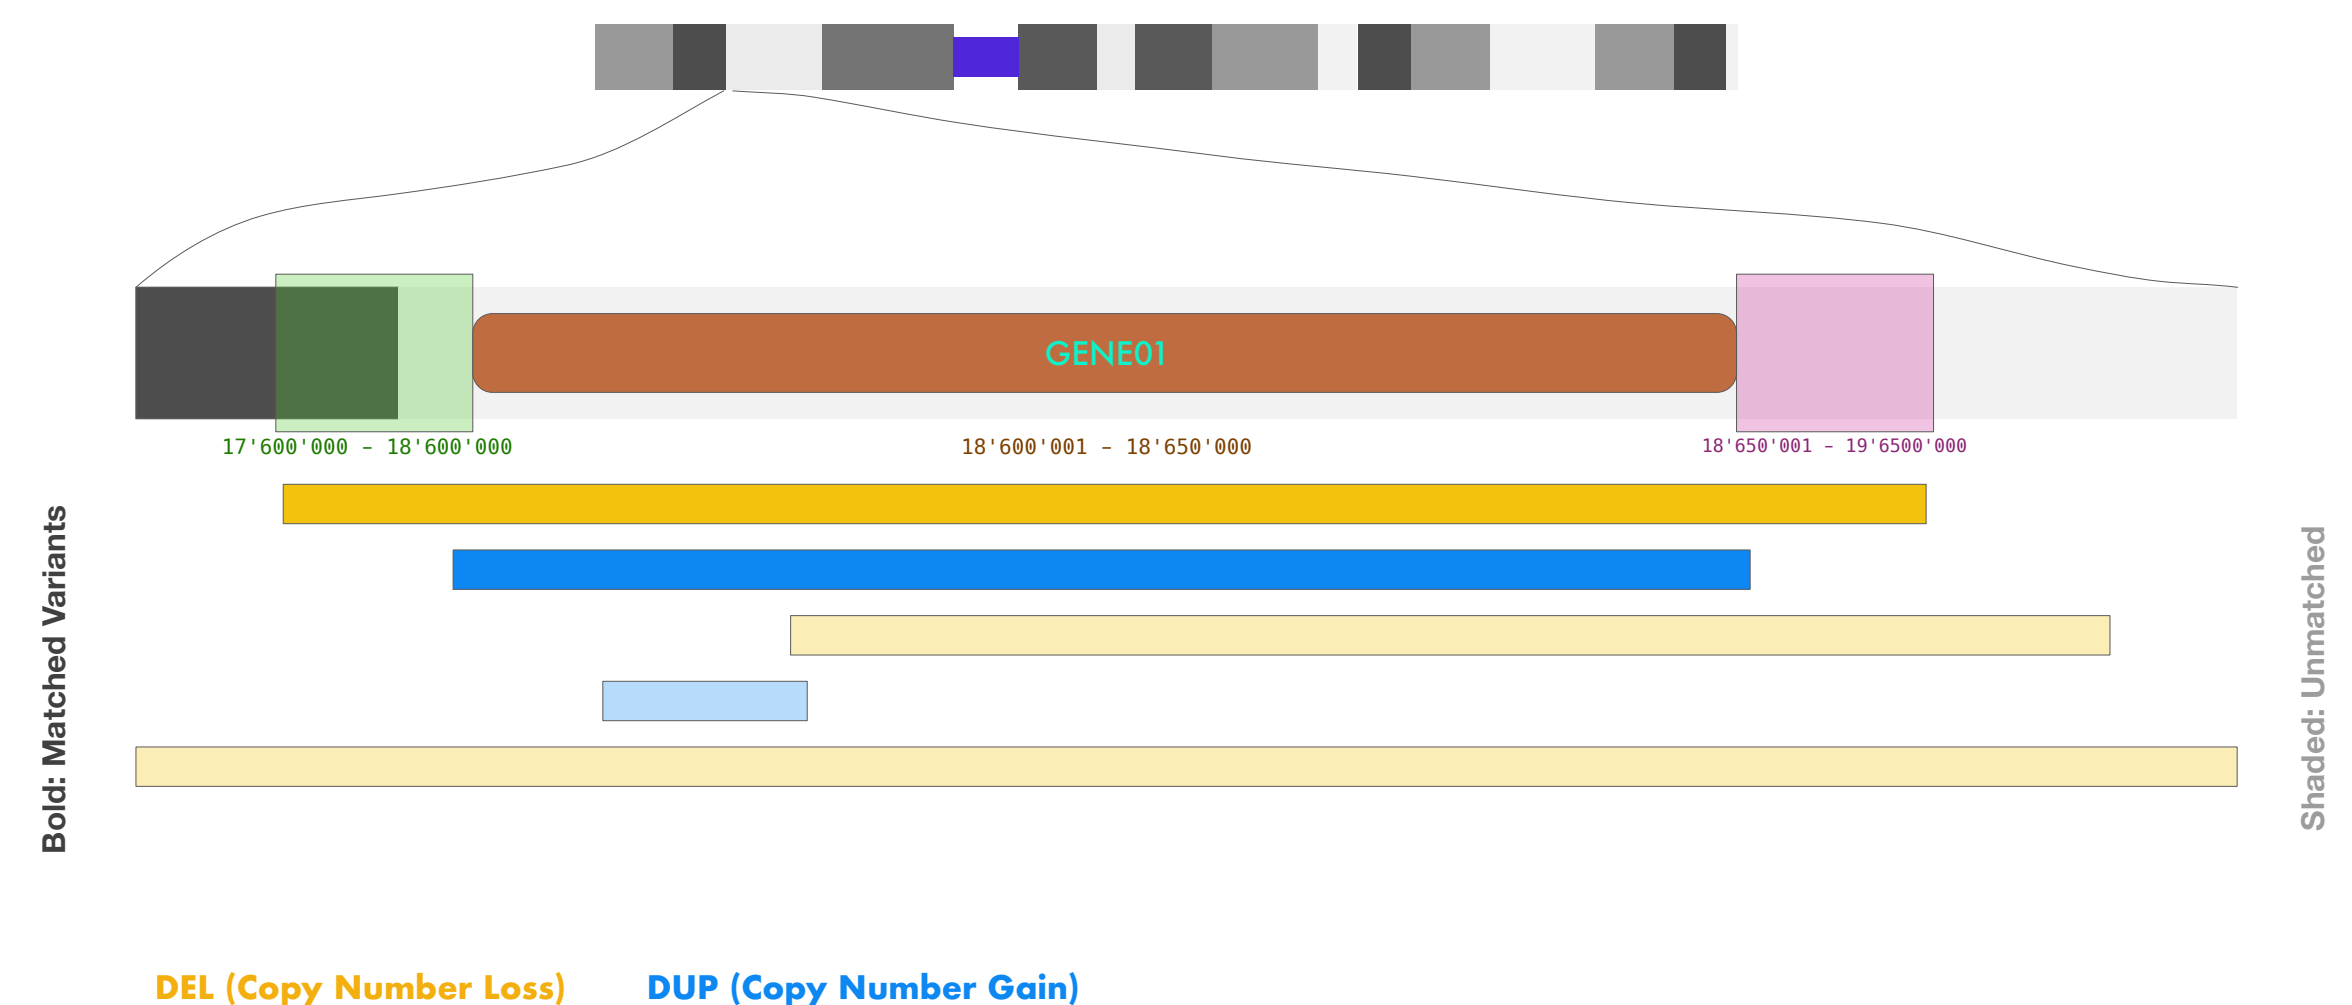 GENE01
17'600'000 - 18'600'000
18'600'001 - 18'650'000
18'650'001 - 19'6500'000
Bold: Matched Variants
Shaded: Unmatched
DEL (Copy Number Loss)
DUP (Copy Number Gain)